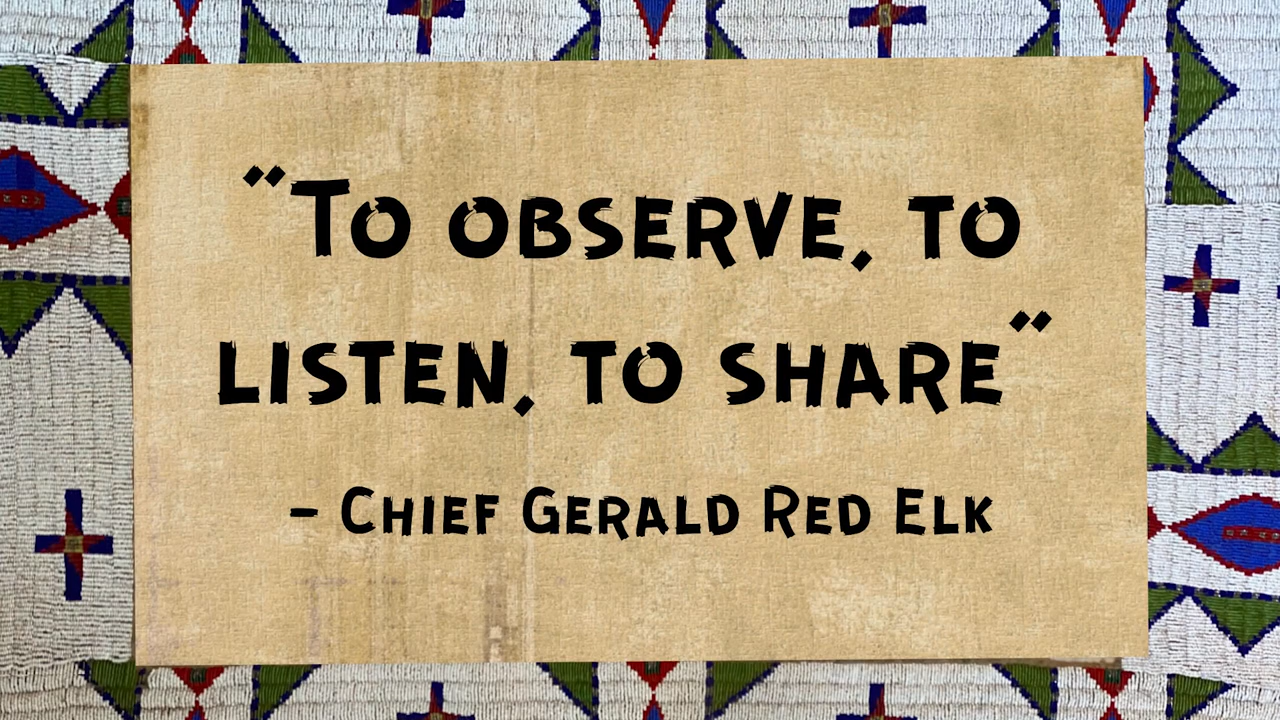 "To observe, to
listen, to share"
- Chief Gerald Red Elk